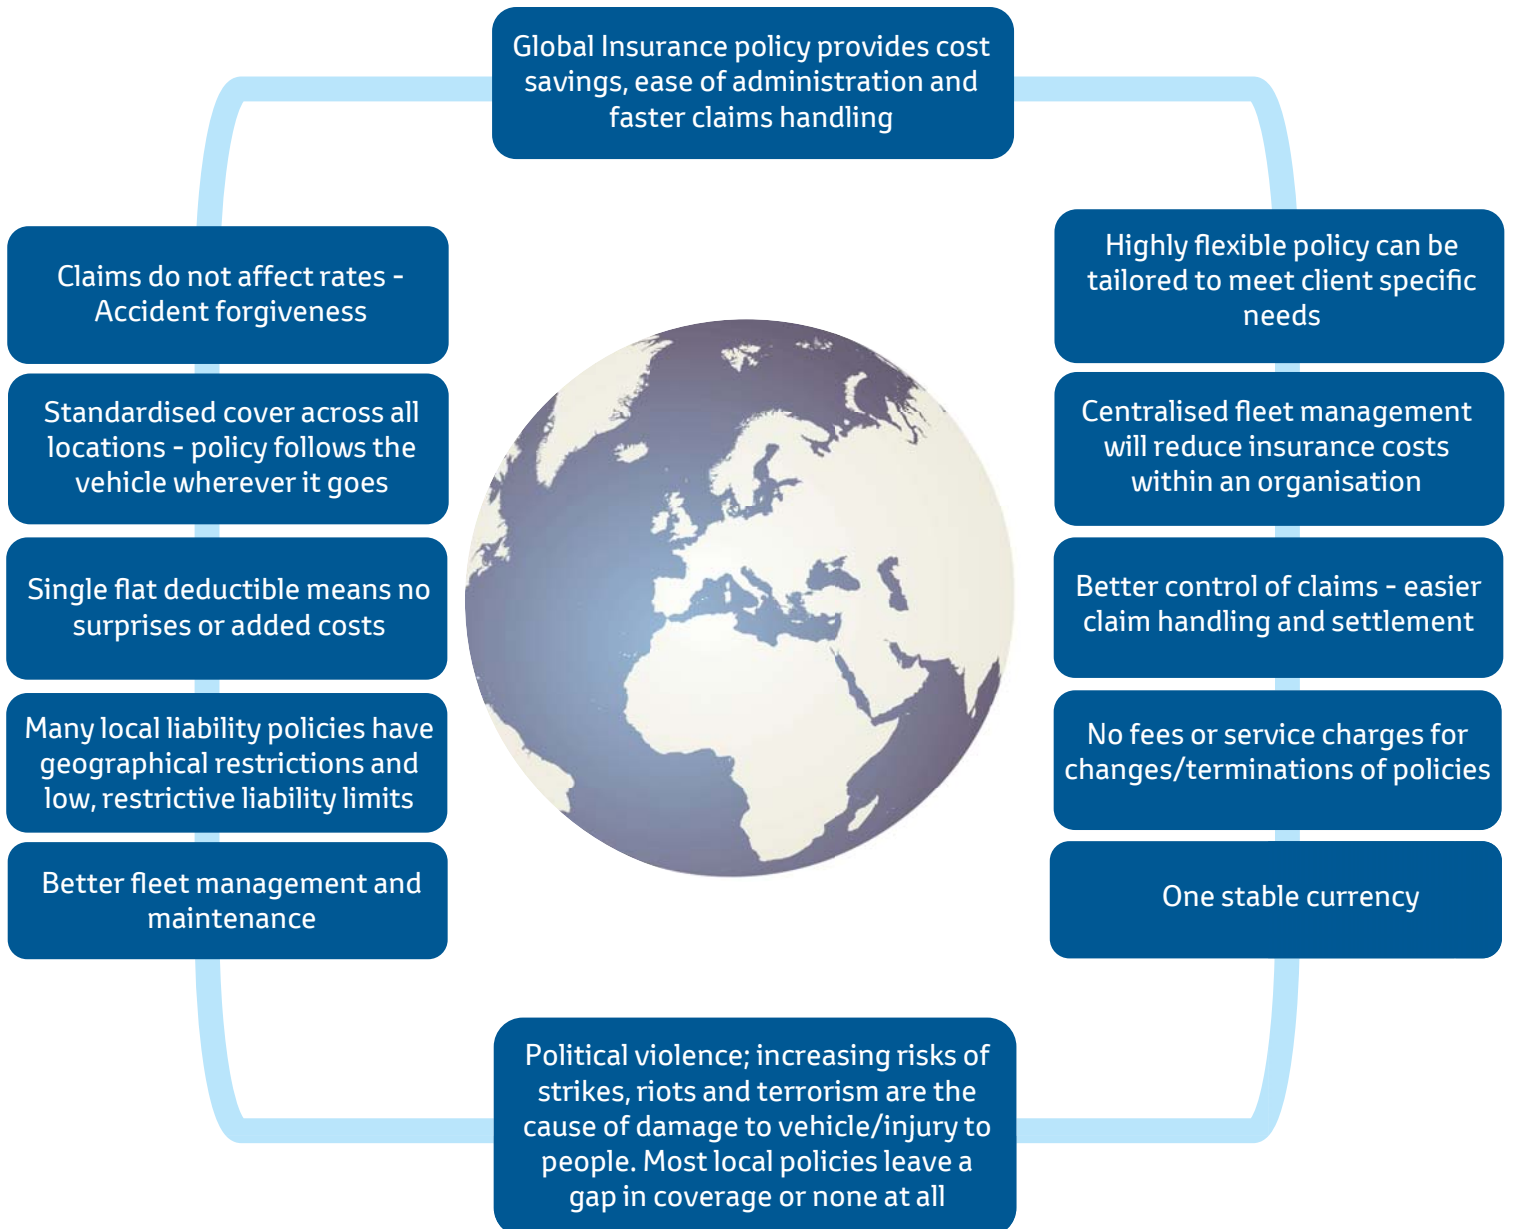 Global Insurance policy provides cost
savings, ease of administration and
faster claims handling
Claims do not affect rates -
Accident forgiveness
Standardised cover across all
locations - policy follows the
vehicle wherever it goes
Single flat deductible means no
surprises or added costs
Many local liability policies have
geographical restrictions and
low, restrictive liability limits
Better fleet management and
maintenance
Highly flexible policy can be
tailored to meet client specific
needs
Centralised fleet management
will reduce insurance costs
within an organisation
Better control of claims - easier
claim handling and settlement
No fees or service charges for
changes/terminations of policies
One stable currency
Political violence; increasing risks of
strikes, riots and terrorism are the
cause of damage to vehicle/injury to
people. Most local policies leave a
gap in coverage or none at all